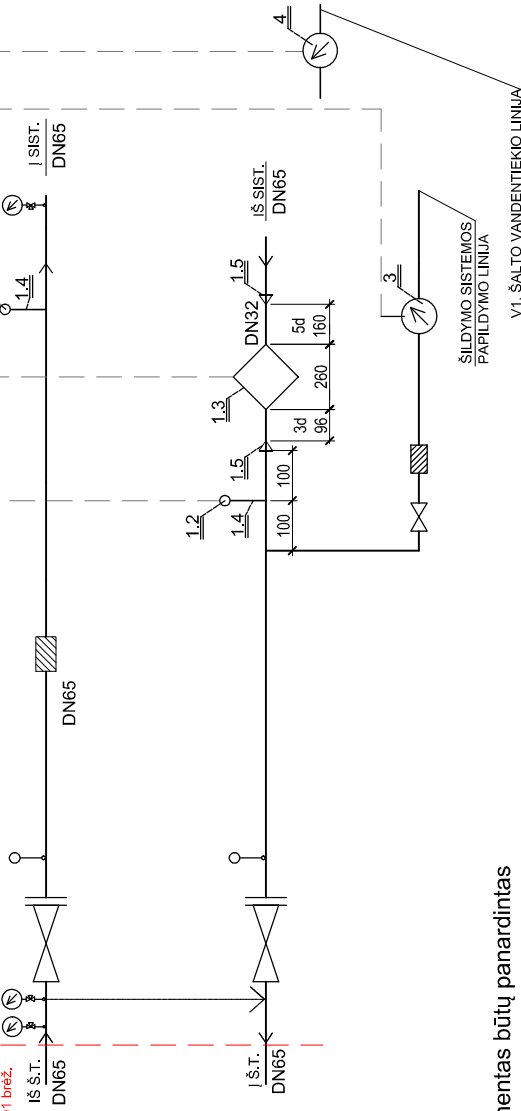 01 brėž.
IŠ Š.T.
DN65
DN65
1.4
Į SIST.
DN65
Į Š.T.
DN65
1.2
1.4
1.5
1.3
DN32
1.5
IŠ SIST.
DN65
100
100
3d
96
260
5d
160
3
4
ŠILDYMO SISTEMOS
PAPILDYMO LINIJA
V1. ŠALTO VANDENTIEKIO LINIJA
mentas būtų panardintas